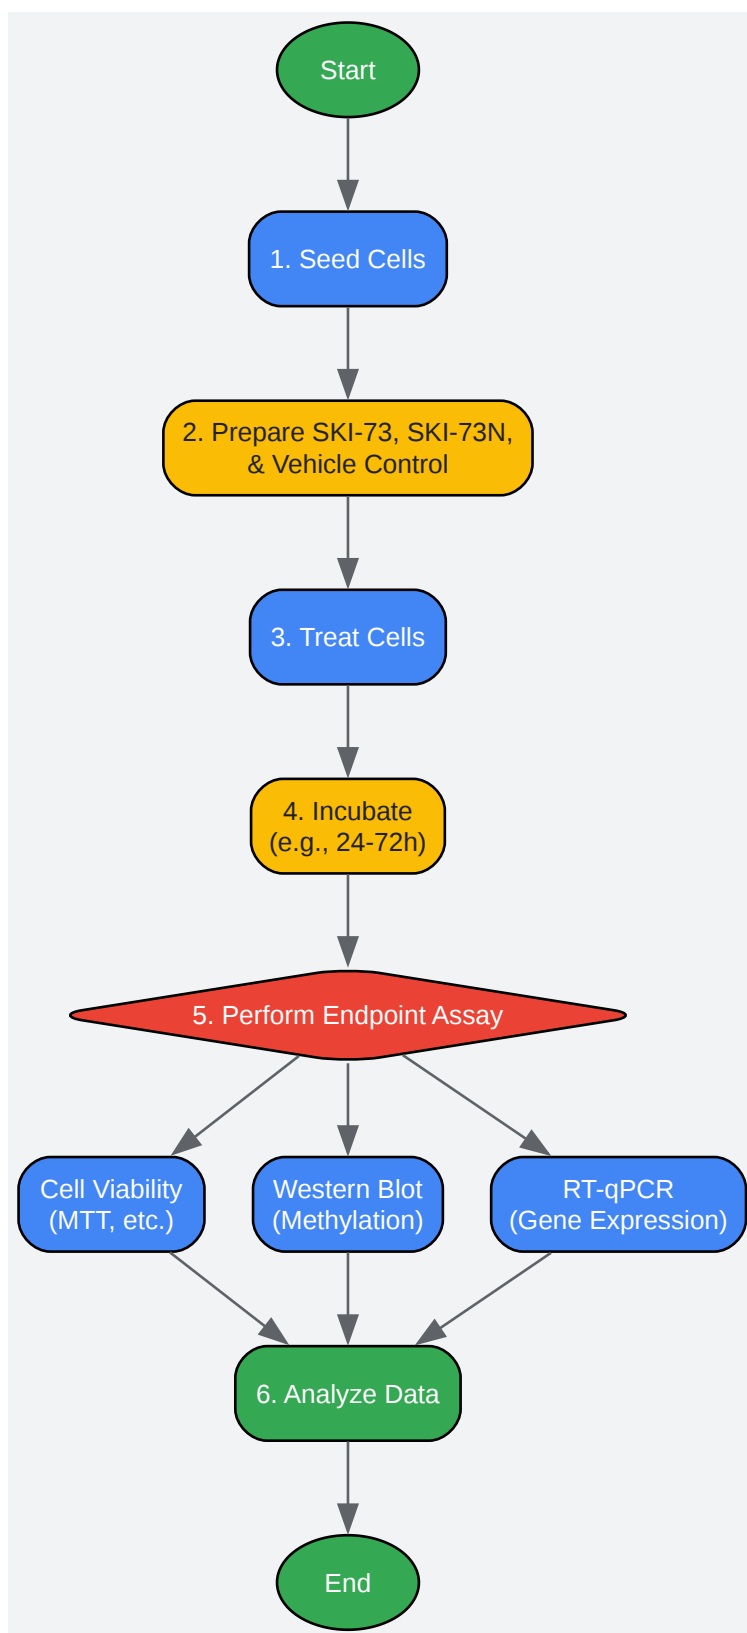 Start
1. Seed Cells
2. Prepare SKI-73, SKI-73N,
& Vehicle Control
3. Treat Cells
4. Incubate
(e.g., 24-72h)
5. Perform Endpoint Assay
Cell Viability
(MTT, etc.)
Western Blot
(Methylation)
RT-qPCR
(Gene Expression)
6. Analyze Data
End